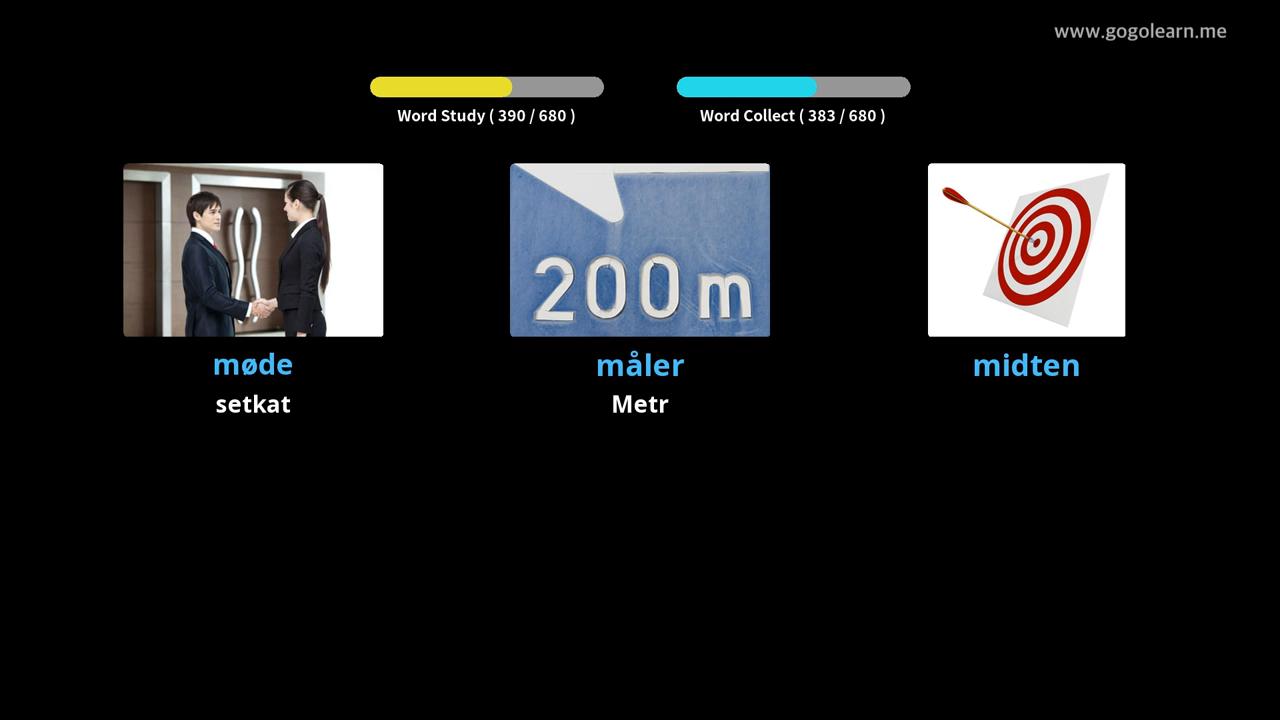 www.gogolearn.me
Word Study ( 390 / 680 )
Word Collect ( 383 / 680 )
200 m
møde
måler
midten
setkat
Metr